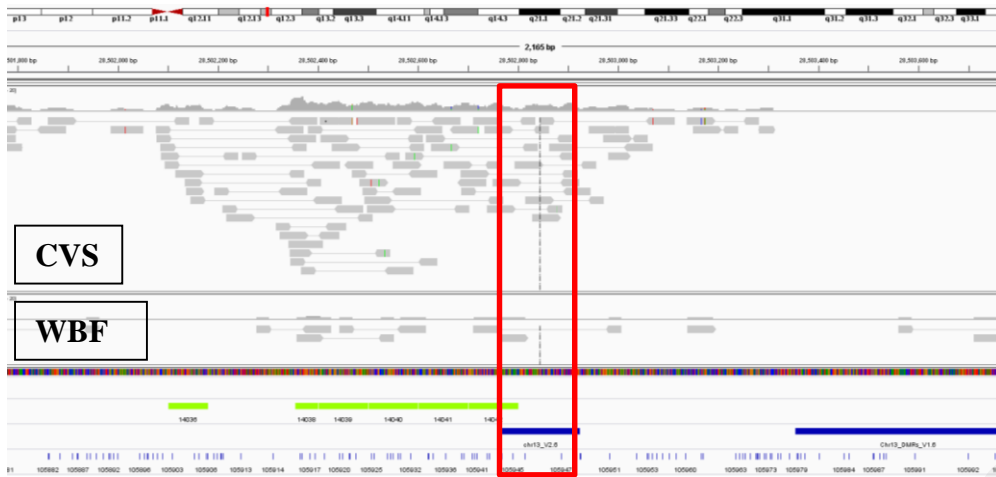 p13 p12 p11.2 p11.1 q12.11 q12.13 q12.3 q13.2 q13.3 q14.11 q14.13 q14.3 q21.1 q21.2 q21.31 q21.33 q22.1 q22.3 q31.1 q31.2 q31.3 q32.1 q32.3 q33.1
2,165 bp
28,502,000 bp 28,502,200 bp 28,502,400 bp 28,502,600 bp 28,502,800 bp 28,503,000 bp 28,503,200 bp 28,503,400 bp 28,503,600 bp
CVS
WBF
14035 14038 14039 14040 14041
chr13_V2.6 Chr13_DMRs_V1.6
105882 105887 105892 105896 105903 105906 105913 105914 105917 105920 105925 105932 105936 105941 105945 105947 105951 105953 105960 105963 105973 105979 105984 105987 105991 105992